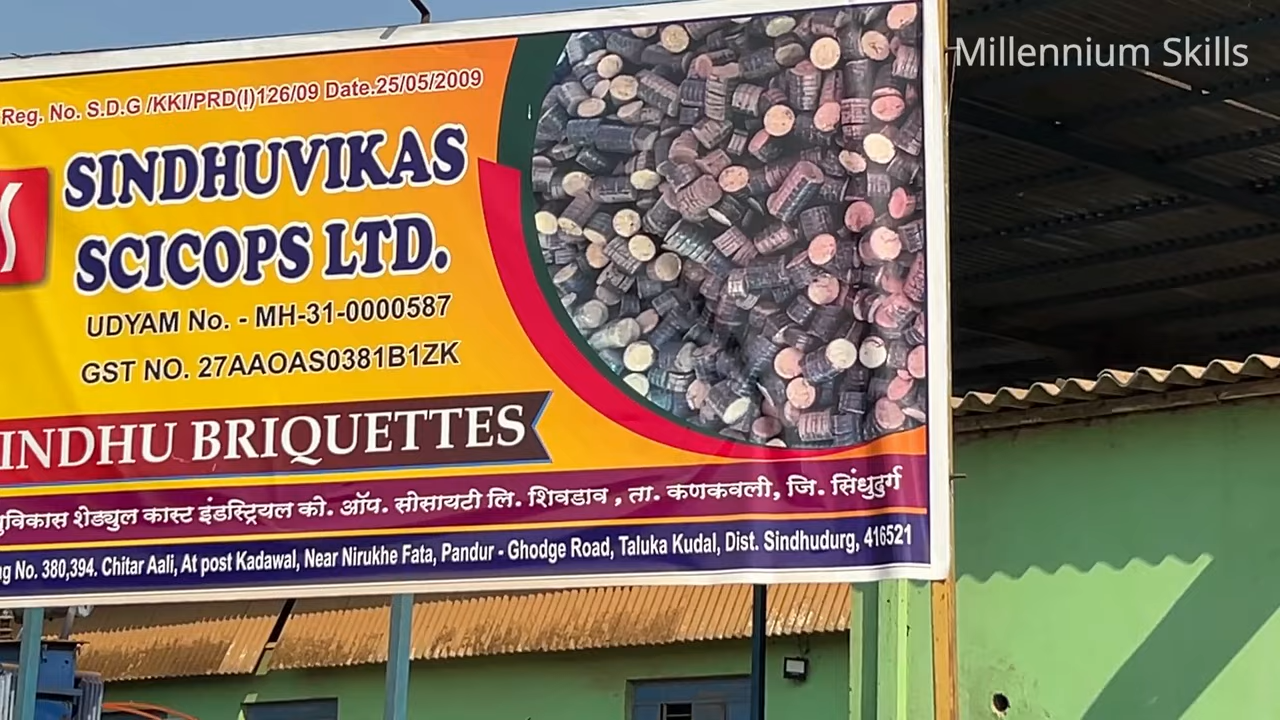 Millennium Skills
Reg. No. S.D.G /KKI/PRD(I)126/09 Date.25/05/2009
S
SINDHUVIKAS
SCICOPS LTD.
UDYAM No. - MH-31-0000587
GST NO. 27AAOAS0381B1ZK
INDHU BRIQUETTES
शेड्युल कास्ट इंडस्ट्रियल को. ऑप. सोसायटी लि. शिवडाव , ता. कणकवली, जि. सिंधुदुर्ग
No. 380,394. Chitar Aali, At post Kadawal, Near Nirukhe Fata, Pandur - Ghodge Road, Taluka Kudal, Dist. Sindhudurg, 416521